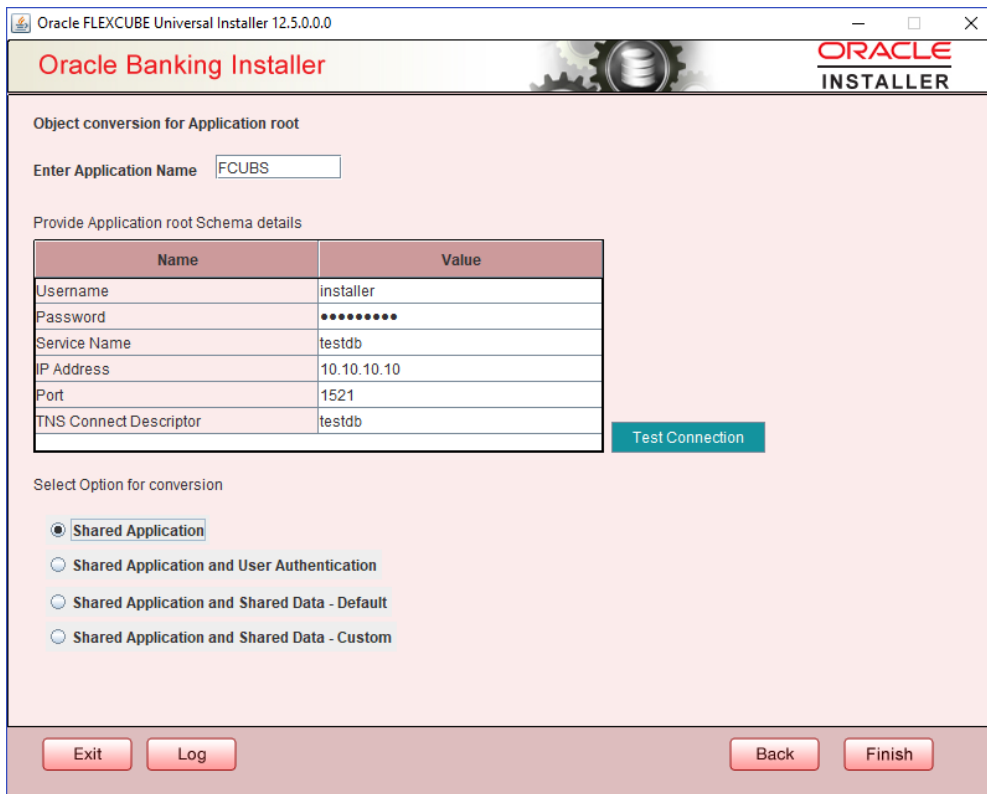 Oracle FLEXCUBE Universal Installer 12.5.0.0.0
Oracle Banking Installer
ORACLE
INSTALLER
Object conversion for Application root
Enter Application Name FCUBS
Provide Application root Schema details
Name Value
Username installer
Password •••••••••
Service Name testdb
IP Address 10.10.10.10
Port 1521
TNS Connect Descriptor testdb
Test Connection
Select Option for conversion
Shared Application
Shared Application and User Authentication
Shared Application and Shared Data - Default
Shared Application and Shared Data - Custom
Exit Log Back Finish